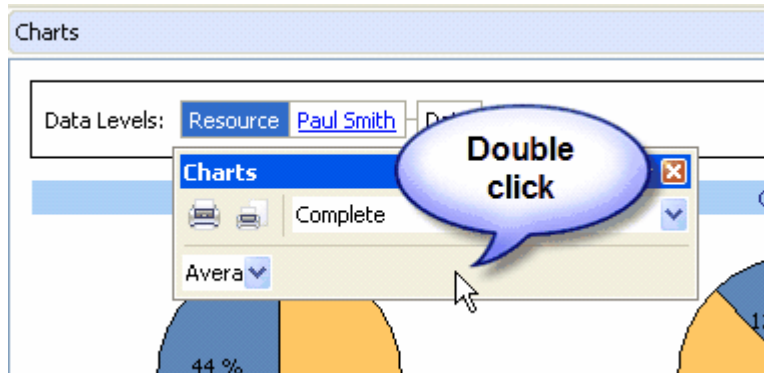 Charts
Data Levels: Resource Paul Smith
Double
click
Charts
Complete
Avera
44 %